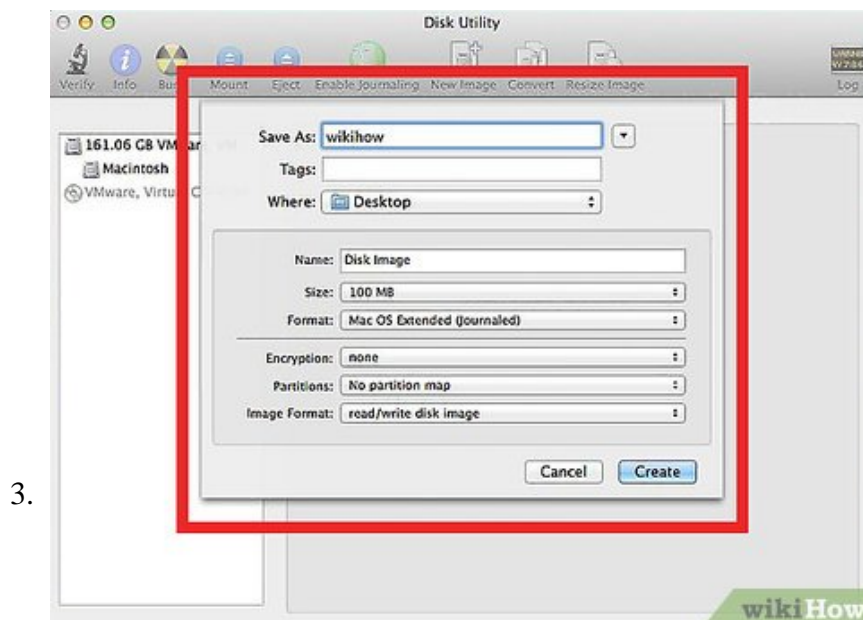 Disk Utility
Verify Info Bu Mount Eject Enable Journaling New Image Convert Resize Image Log
Save As: wikihow
161.06 GB VMwar
Tags:
Macintosh
VMware, Virtu
Where: Desktop
Name: Disk Image
Size: 100 MB
Format: Mac OS Extended (Journaled)
Encryption: none
Partitions: No partition map
Image Format: read/write disk image
Cancel Create
3.
wikiHow